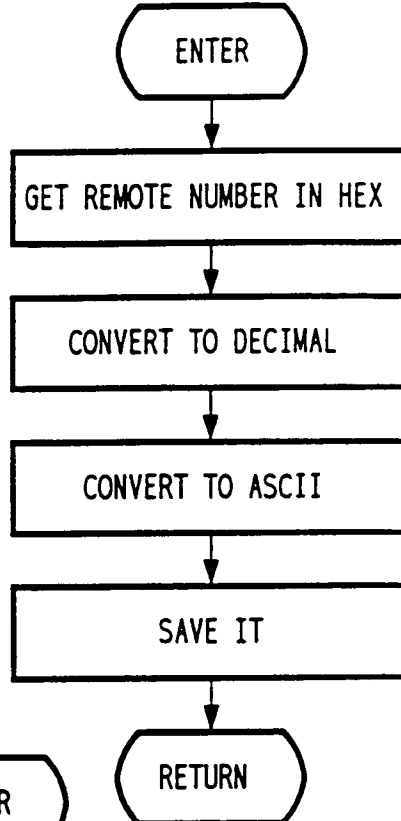 ENTER
GET REMOTE NUMBER IN HEX
CONVERT TO DECIMAL
CONVERT TO ASCII
SAVE IT
RETURN